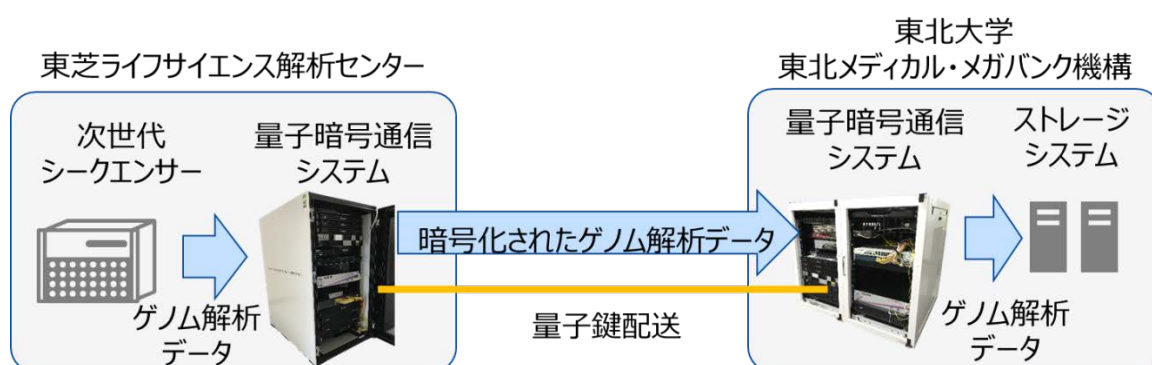 東芝ライフサイエンス解析センター
次世代
シークエンサー
量子暗号通信
システム
ゲノム解析
データ
暗号化されたゲノム解析データ
量子鍵配送
東北大学
東北メディカル・メガバンク機構
量子暗号通信
システム
ストレージ
システム
ゲノム解析
データ